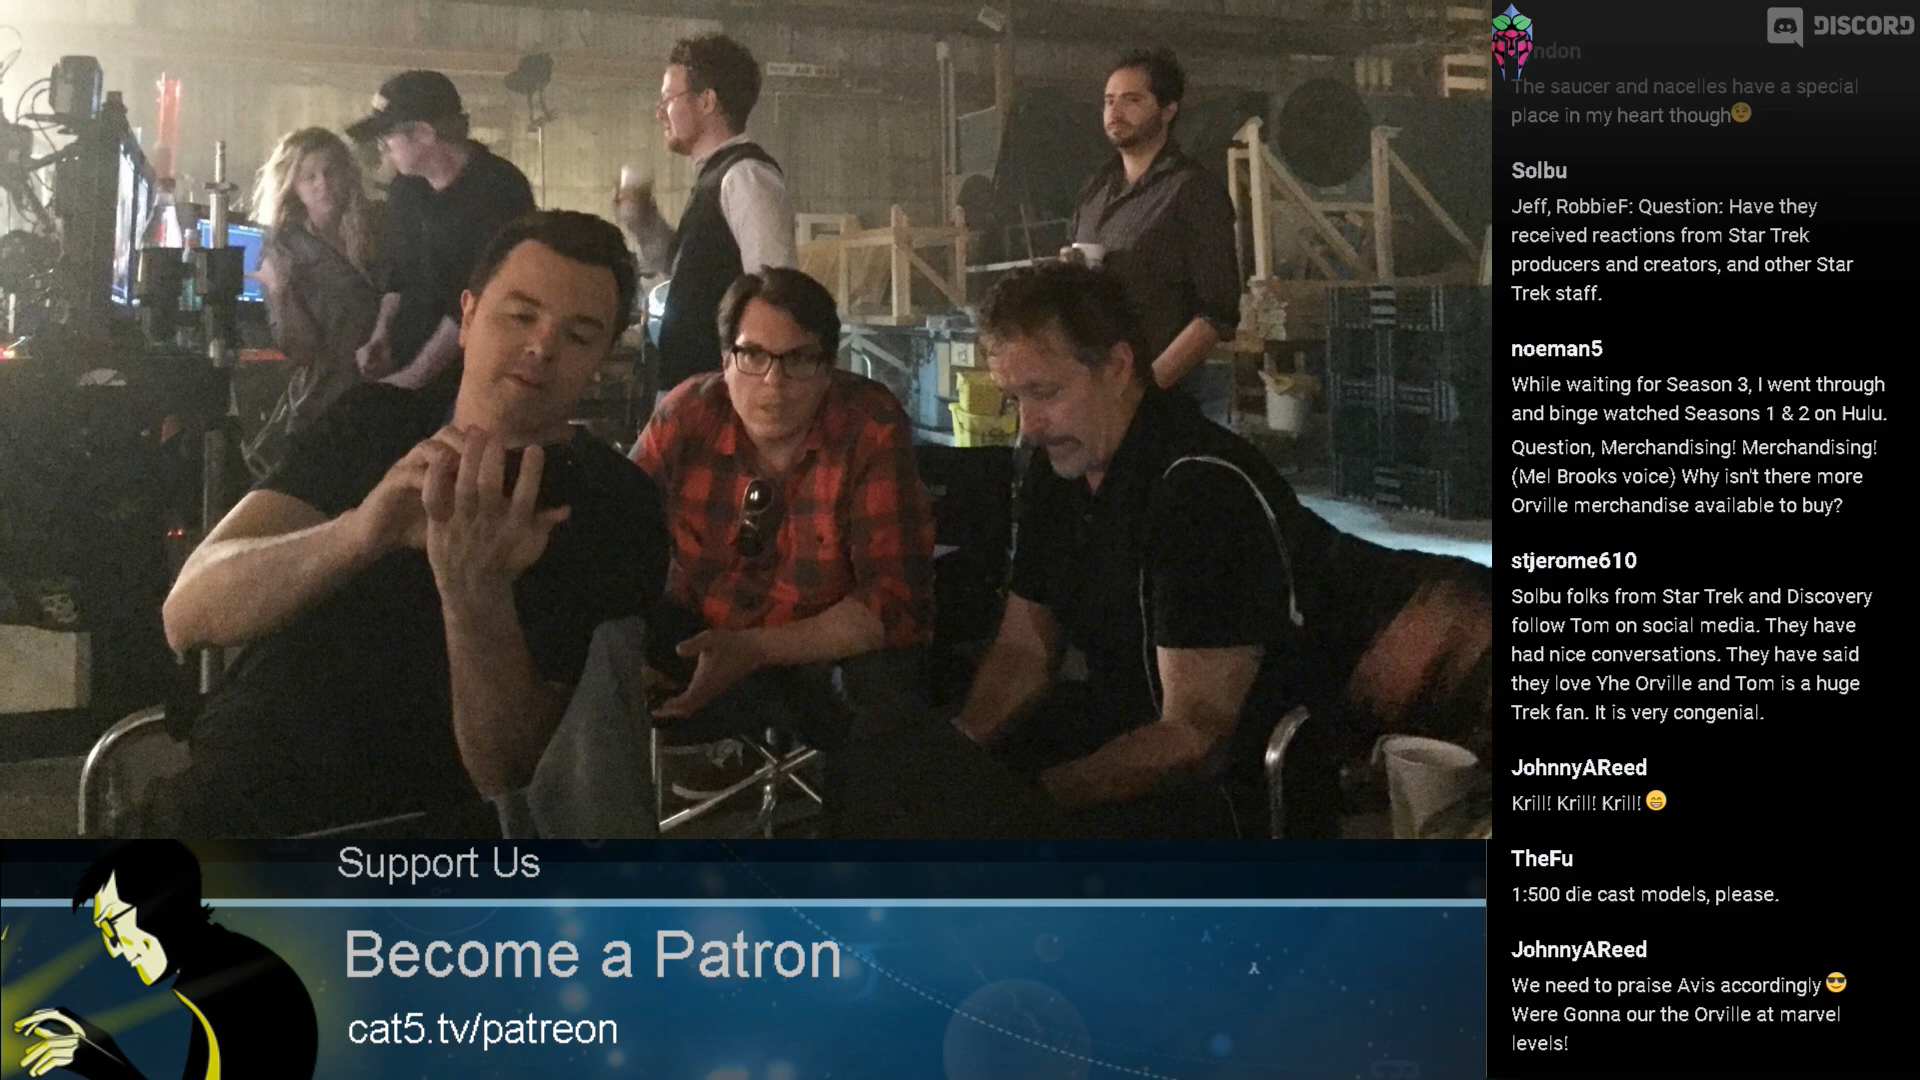 DISCORD
The saucer and nacelles have a special
place in my heart though😉
Solbu
Jeff, RobbieF: Question: Have they
received reactions from Star Trek
producers and creators, and other Star
Trek staff.
noeman5
While waiting for Season 3, I went through
and binge watched Seasons 1 & 2 on Hulu.
Question, Merchandising! Merchandising!
(Mel Brooks voice) Why isn't there more
Orville merchandise available to buy?
stjerome610
Solbu folks from Star Trek and Discovery
follow Tom on social media. They have
had nice conversations. They have said
they love Yhe Orville and Tom is a huge
Trek fan. It is very congenial.
JohnnyAReed
Krill! Krill! Krill! 😁
TheFu
1:500 die cast models, please.
JohnnyAReed
We need to praise Avis accordingly 😎
Were Gonna our the Orville at marvel
levels!
Support Us
Become a Patron
cat5.tv/patreon